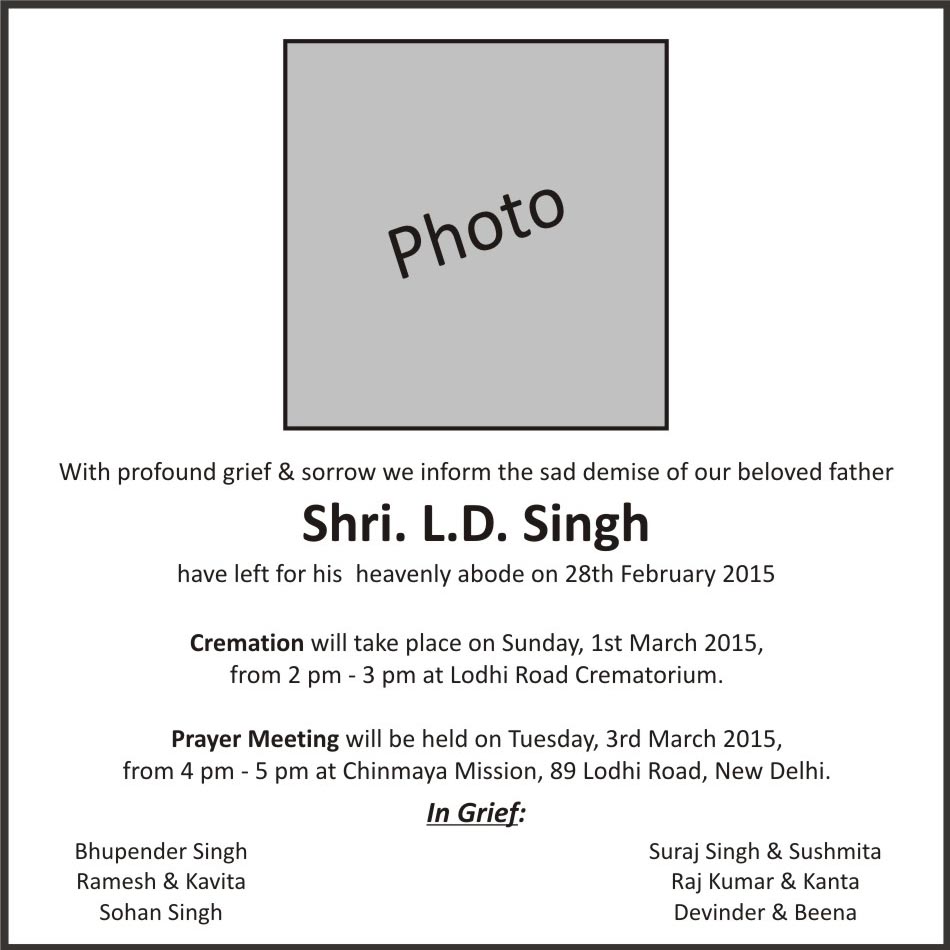 Photo
With profound grief & sorrow we inform the sad demise of our beloved father
Shri. L.D. Singh
have left for his  heavenly abode on 28th February 2015
Cremation will take place on Sunday, 1st March 2015,
from 2 pm - 3 pm at Lodhi Road Crematorium.
Prayer Meeting will be held on Tuesday, 3rd March 2015,
from 4 pm - 5 pm at Chinmaya Mission, 89 Lodhi Road, New Delhi.
In Grief:
Bhupender Singh
Ramesh & Kavita
Sohan Singh
Suraj Singh & Sushmita
Raj Kumar & Kanta
Devinder & Beena